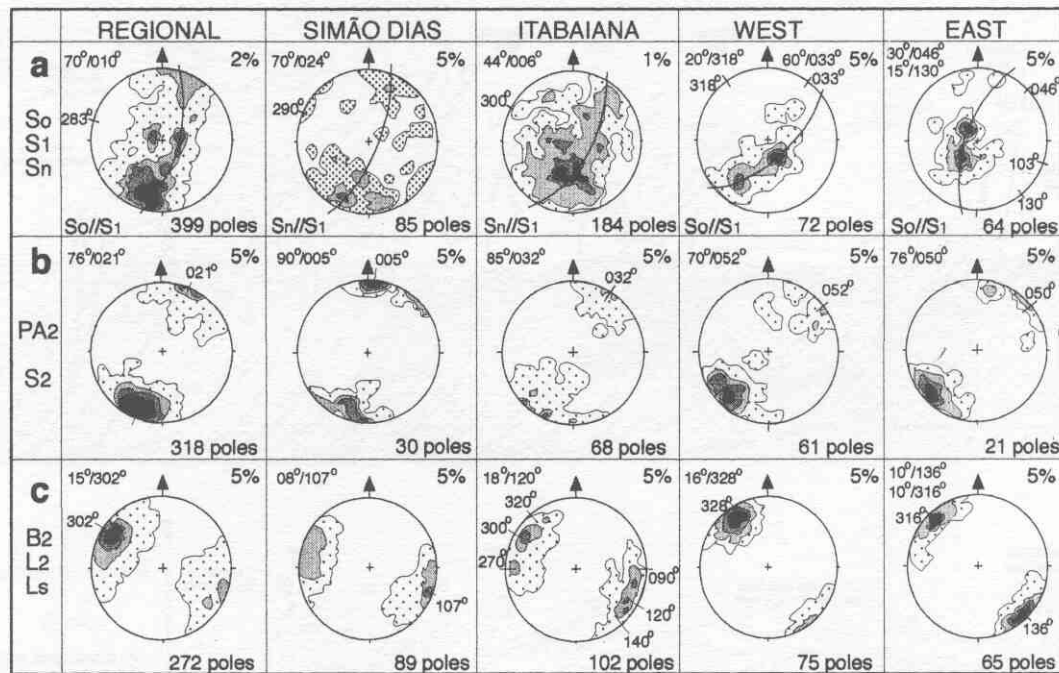 REGIONAL SIMÃO DIAS ITABAIANA WEST EAST
a
So
S1
Sn
70°/010° 2%
283°
So//S1 399 poles
70°/024° 5%
290°
Sn//S1 85 poles
44°/006° 1%
300°
Sn//S1 184 poles
20°/318° 60°/033° 5%
318° 033°
So//S1 72 poles
30°/046° 5%
15°/130°
046°
103°
130°
So//S1 64 poles
b
PA2
S2
76°/021° 5%
021°
318 poles
90°/005° 005° 5%
30 poles
85°/032° 5%
032°
68 poles
70°/052° 5%
052°
61 poles
76°/050° 5%
050°
21 poles
c
B2
L2
Ls
15°/302° 5%
302°
272 poles
08°/107° 5%
107°
89 poles
18°/120° 5%
320°
300°
270°
090°
120°
140°
102 poles
16°/328° 5%
328°
75 poles
10°/136° 5%
10°/316°
316°
136°
65 poles